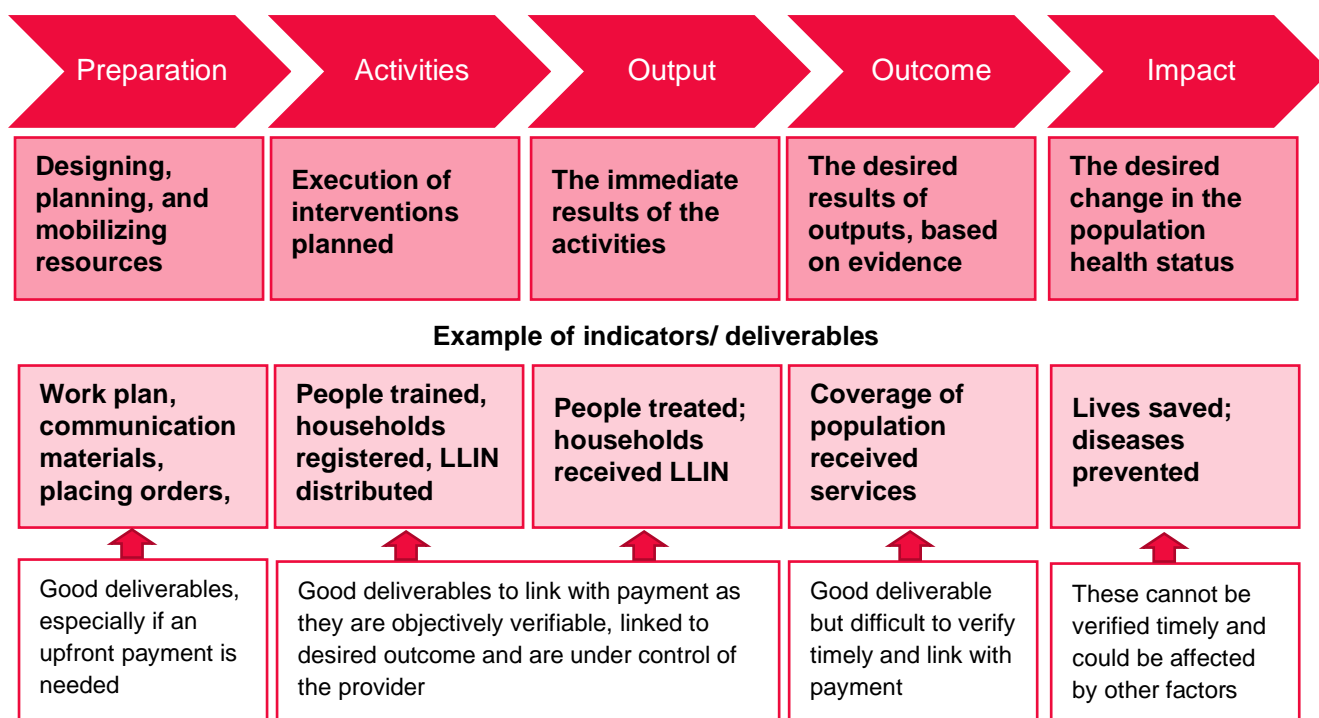 Preparation
Activities
Output
Outcome
Impact
Designing,
planning, and
mobilizing
resources
Execution of
interventions
planned
The immediate
results of the
activities
The desired
results of
outputs, based
on evidence
The desired
change in the
population
health status
Example of indicators/ deliverables
Work plan,
communication
materials,
placing orders,
People trained,
households
registered, LLIN
distributed
People treated;
households
received LLIN
Coverage of
population
received
services
Lives saved;
diseases
prevented
Good deliverables,
especially if an
upfront payment is
needed
Good deliverables to link with payment as
they are objectively verifiable, linked to
desired outcome and are under control of
the provider
Good deliverable
but difficult to verify
timely and link with
payment
These cannot be
verified timely and
could be affected
by other factors